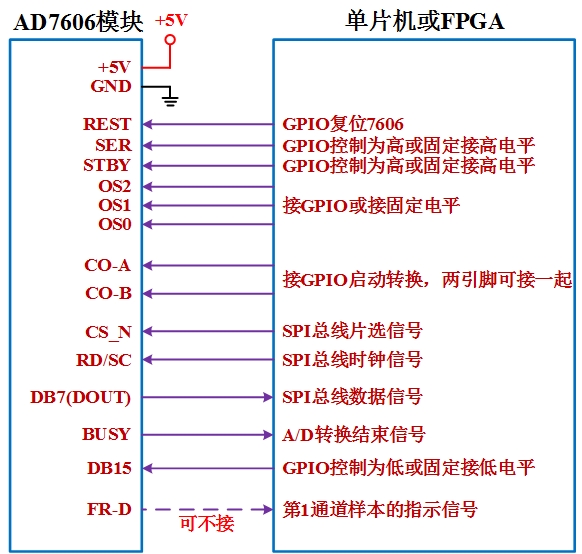 AD7606模块
+5V
单片机或FPGA
+5V
GND
REST
GPIO复位7606
SER
GPIO控制为高或固定接高电平
STBY
GPIO控制为高或固定接高电平
OS2
OS1
接GPIO或接固定电平
OS0
CO-A
接GPIO启动转换，两引脚可接一起
CO-B
CS_N
SPI总线片选信号
RD/SC
SPI总线时钟信号
DB7(DOUT)
SPI总线数据信号
BUSY
A/D转换结束信号
DB15
GPIO控制为低或固定接低电平
FR-D
可不接
第1通道样本的指示信号